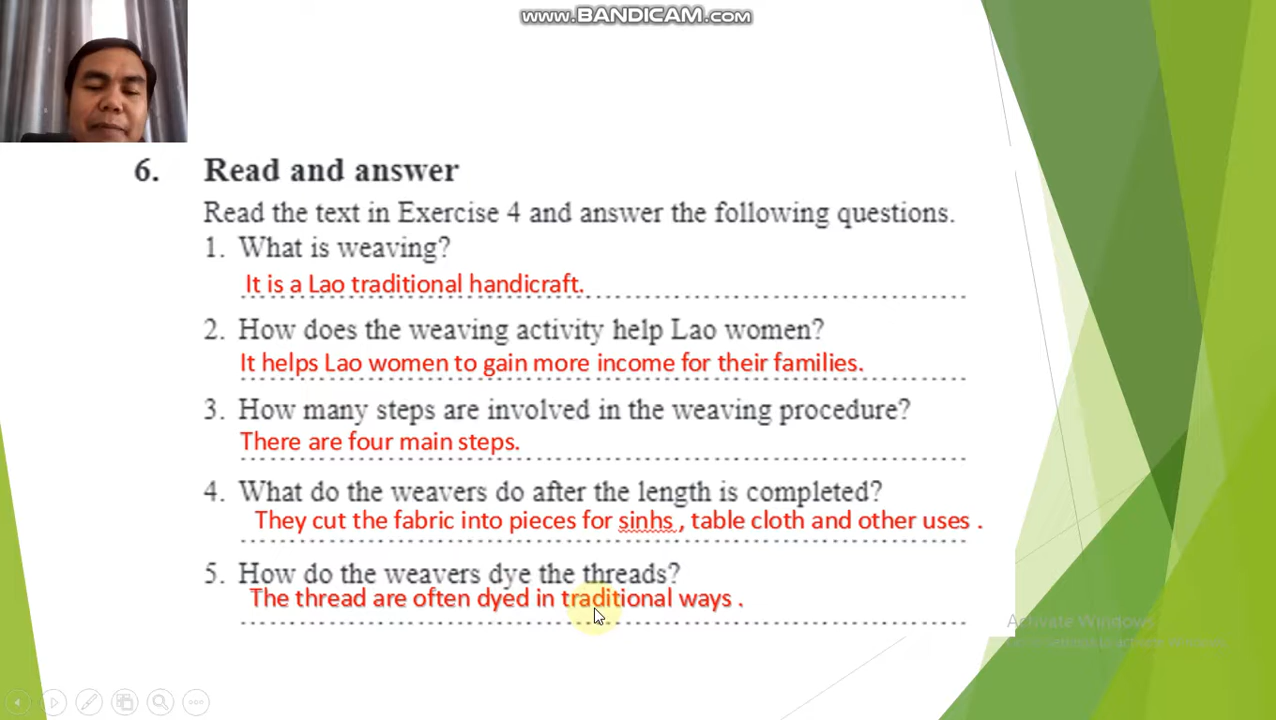 www.BANDICAM.com
6. Read and answer
Read the text in Exercise 4 and answer the following questions.
1. What is weaving?
It is a Lao traditional handicraft.
2. How does the weaving activity help Lao women?
It helps Lao women to gain more income for their families.
3. How many steps are involved in the weaving procedure?
There are four main steps.
4. What do the weavers do after the length is completed?
They cut the fabric into pieces for sinhs , table cloth and other uses .
5. How do the weavers dye the threads?
The thread are often dyed in traditional ways .
Activate Windows